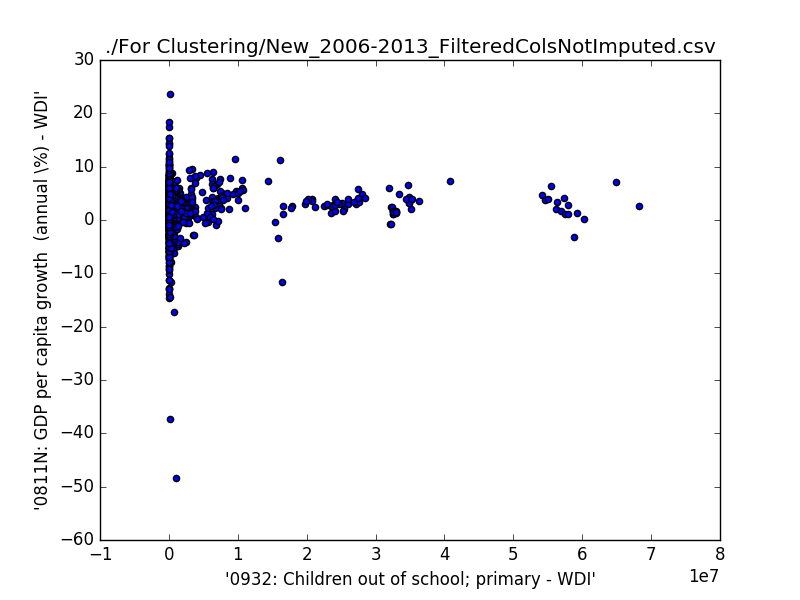 ./For Clustering/New_2006-2013_FilteredColsNotImputed.csv
'0811N: GDP per capita growth  (annual \%) - WDI'
30
20
10
0
−10
−20
−30
−40
−50
−60
−1 0 1 2 3 4 5 6 7 8
1e7
'0932: Children out of school; primary - WDI'